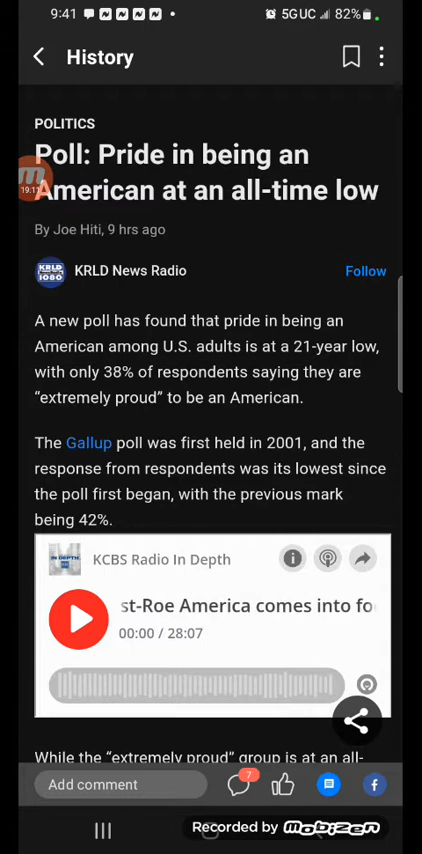 9:41 5GUC 82%
History
POLITICS
Poll: Pride in being an
American at an all-time low
19:11
By Joe Hiti, 9 hrs ago
KRLD
1080
KRLD News Radio
Follow
A new poll has found that pride in being an
American among U.S. adults is at a 21-year low,
with only 38% of respondents saying they are
“extremely proud” to be an American.
The Gallup poll was first held in 2001, and the
response from respondents was its lowest since
the poll first began, with the previous mark
being 42%.
IN DEPTH
KCBS Radio In Depth
st-Roe America comes into fo
00:00 / 28:07
While the “extremely proud” group is at an all-
Add comment
7
Recorded by mobizen